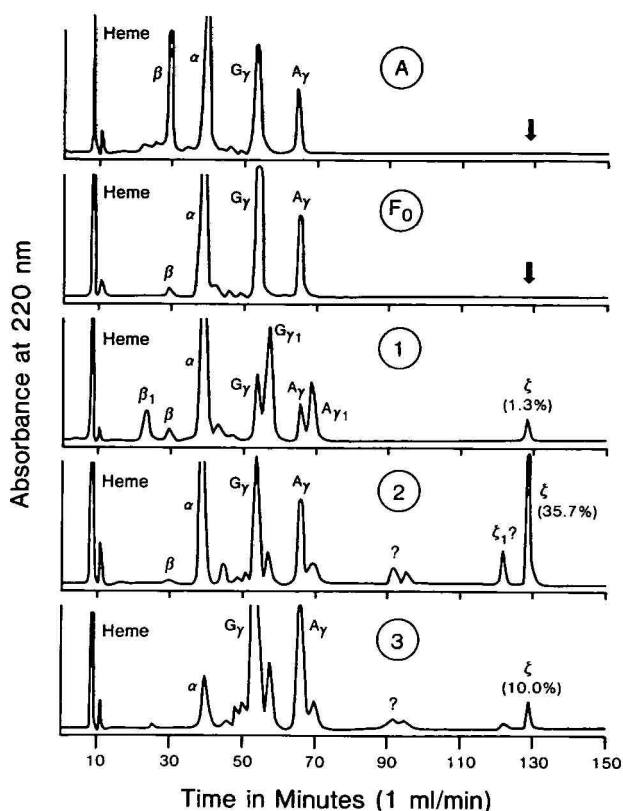 Absorbance at 220 nm
Heme β α Gγ Aγ A
Heme β α Gγ Aγ F0
Heme β1 β α Gγ Gγ1 Aγ Aγ1 1 ζ (1.3%)
Heme β α Gγ Aγ 2 ? ζ1? ζ (35.7%)
Heme α Gγ Aγ 3 ? ζ (10.0%)
10 30 50 70 90 110 130 150
Time in Minutes (1 ml/min)